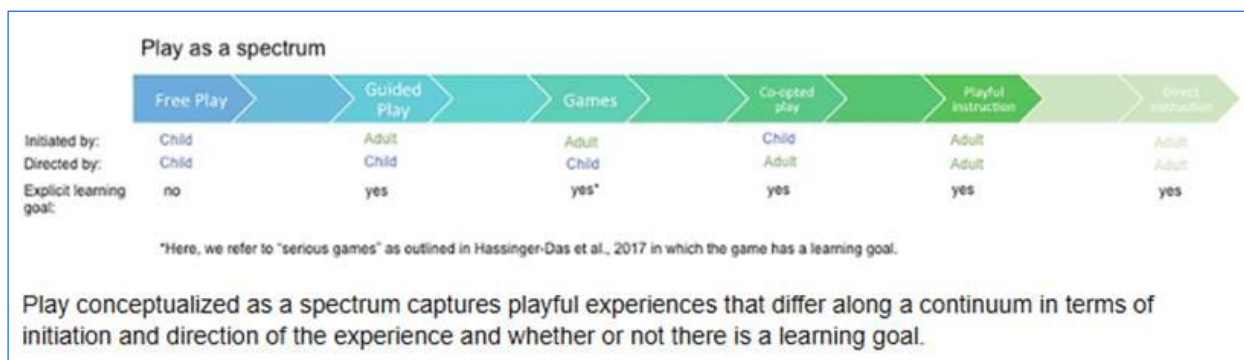 Play as a spectrum
Free Play Guided Play Games Co-opted play Playful instruction Direct instruction
Initiated by: Child Adult Adult Child Adult Adult
Directed by: Child Child Child Adult Adult Adult
Explicit learning goal: no yes yes* yes yes yes
*Here, we refer to "serious games" as outlined in Hassinger-Das et al., 2017 in which the game has a learning goal.
Play conceptualized as a spectrum captures playful experiences that differ along a continuum in terms of
initiation and direction of the experience and whether or not there is a learning goal.